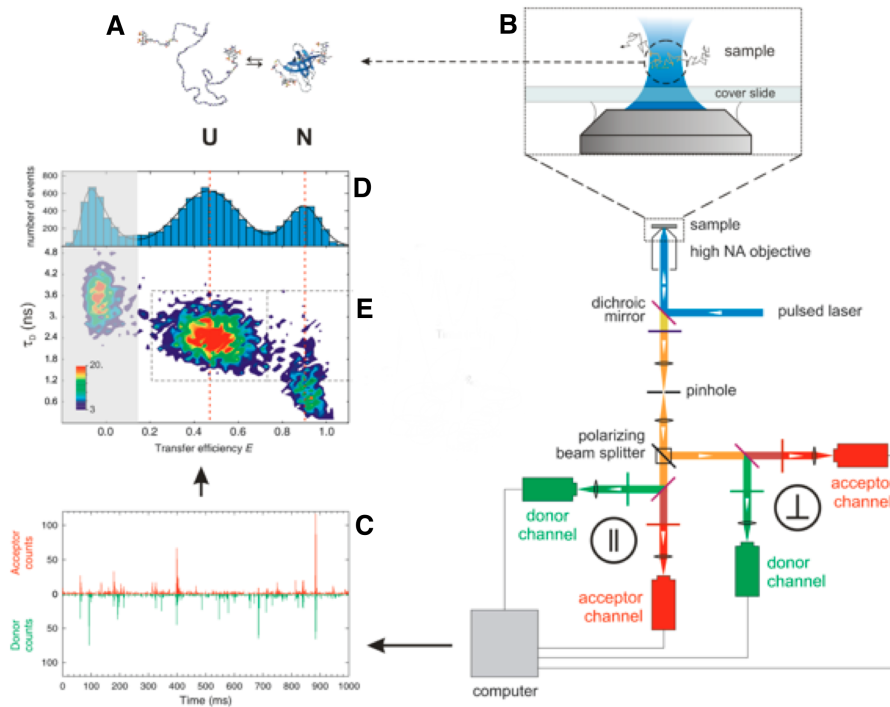 A
B
sample
cover slide
U
N
D
number of events
800
600
400
200
sample
high NA objective
dichroic
mirror
pulsed laser
E
τD (ns)
4.8
4.2
3.6
3.0
2.4
1.8
1.2
0.6
20.
3
0.0
0.2
0.4
0.6
0.8
1.0
Transfer efficiency E
pinhole
polarizing
beam splitter
acceptor
channel
donor
channel
||
⊥
donor
channel
acceptor
channel
C
Acceptor
counts
Donor
counts
100
50
0
50
100
0
100
200
300
400
500
600
700
800
900
1000
Time (ms)
computer